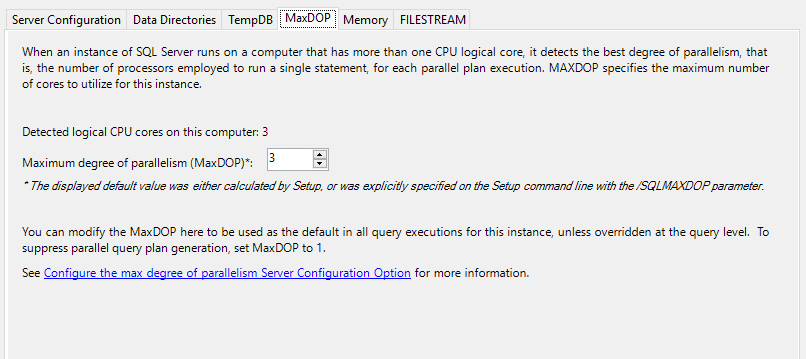 Server Configuration Data Directories TempDB MaxDOP Memory FILESTREAM
When an instance of SQL Server runs on a computer that has more than one CPU logical core, it detects the best degree of parallelism, that
is, the number of processors employed to run a single statement, for each parallel plan execution. MAXDOP specifies the maximum number
of cores to utilize for this instance.
Detected logical CPU cores on this computer: 3
Maximum degree of parallelism (MaxDOP)*: 3
* The displayed default value was either calculated by Setup, or was explicitly specified on the Setup command line with the /SQLMAXDOP parameter.
You can modify the MaxDOP here to be used as the default in all query executions for this instance, unless overridden at the query level. To
suppress parallel query plan generation, set MaxDOP to 1.
See Configure the max degree of parallelism Server Configuration Option for more information.